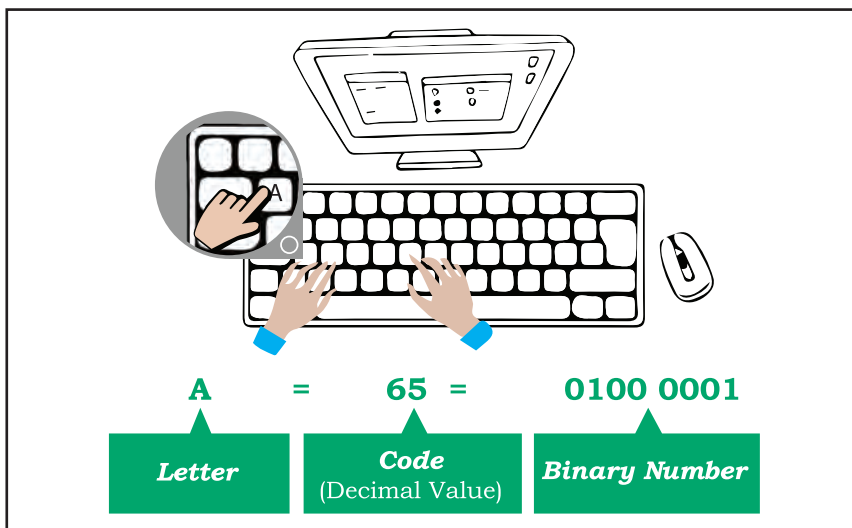 A
A = 65 = 0100 0001
Letter
Code
(Decimal Value)
Binary Number